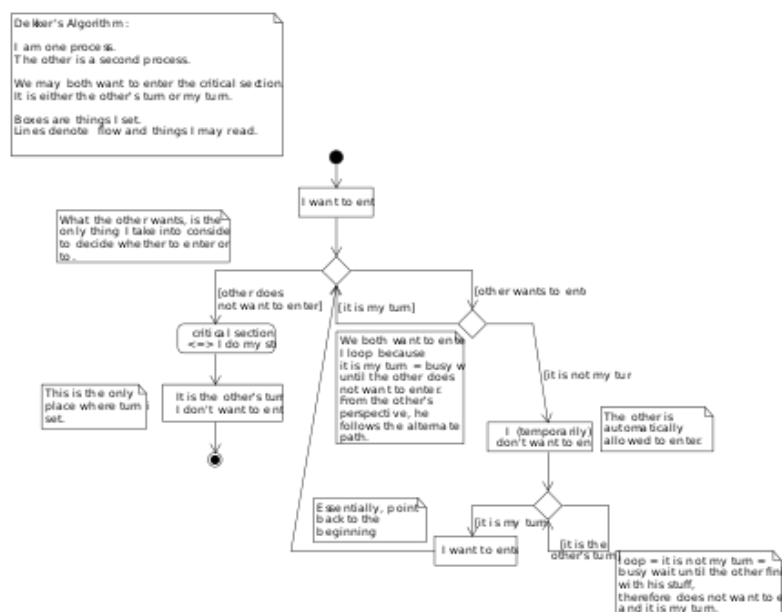 Dekker's Algorithm:
I am one process.
The other is a second process.
We may both want to enter the critical section.
It is either the other's turn or my turn.
Boxes are things I set.
Lines denote flow and things I may read.
I want to ent
What the other wants, is the
only thing I take into conside
to decide whether to enter or
to.
[other does
not want to enter]
[it is my turn]
[other wants to ente
critical section
<=> I do my st
We both want to ente
I loop because
it is my turn = busy w
until the other does
not want to enter.
From the other's
perspective, he
follows the alternate
path.
[it is not my tur
This is the only
place where turn i
set.
It is the other's turn
I don't want to ent
I (temporarily)
don't want to en
The other is
automatically
allowed to enter.
Essentially, point
back to the
beginning
[it is my turn
I want to ente
[it is the
other's turn]
loop = it is not my turn =
busy wait until the other fin
with his stuff,
therefore does not want to e
and it is my turn.